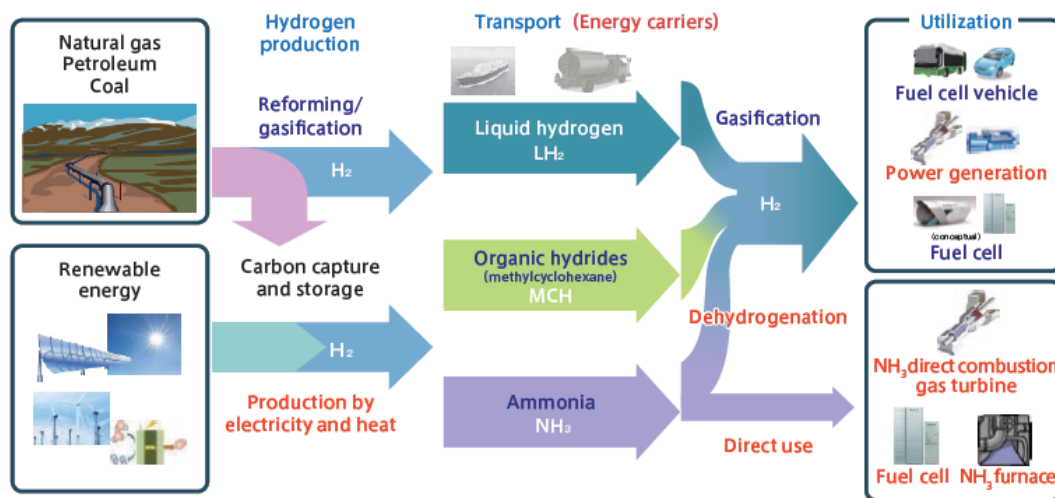 Natural gas
Petroleum
Coal
Hydrogen
production
Reforming/
gasification
H₂
Carbon capture
and storage
Renewable
energy
H₂
Production by
electricity and heat
Transport (Energy carriers)
Liquid hydrogen
LH₂
Organic hydrides
(methylcyclohexane)
MCH
Ammonia
NH₃
Gasification
H₂
Dehydrogenation
Direct use
Utilization
Fuel cell vehicle
Power generation
(conceptual)
Fuel cell
NH₃ direct combustion
gas turbine
Fuel cell
NH₃ furnace